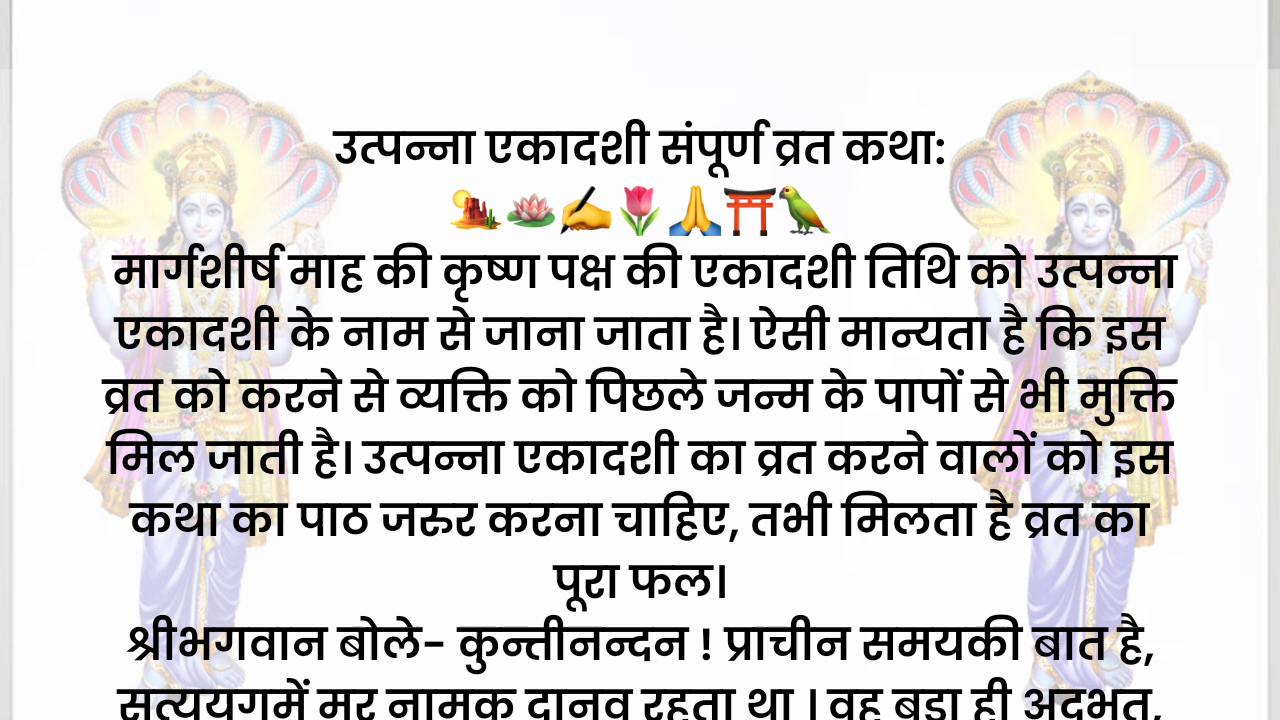 उत्पन्ना एकादशी संपूर्ण व्रत कथा:
🏜️🪷✍️🌷🙏⛩️🦜
मार्गशीर्ष माह की कृष्ण पक्ष की एकादशी तिथि को उत्पन्ना
एकादशी के नाम से जाना जाता है। ऐसी मान्यता है कि इस
व्रत को करने से व्यक्ति को पिछले जन्म के पापों से भी मुक्ति
मिल जाती है। उत्पन्ना एकादशी का व्रत करने वालों को इस
कथा का पाठ जरुर करना चाहिए, तभी मिलता है व्रत का
पूरा फल।
श्रीभगवान बोले- कुन्तीनन्दन ! प्राचीन समयकी बात है,
सत्ययुगमें मुर नामक दानव रहता था । वह बड़ा ही अद्भुत,